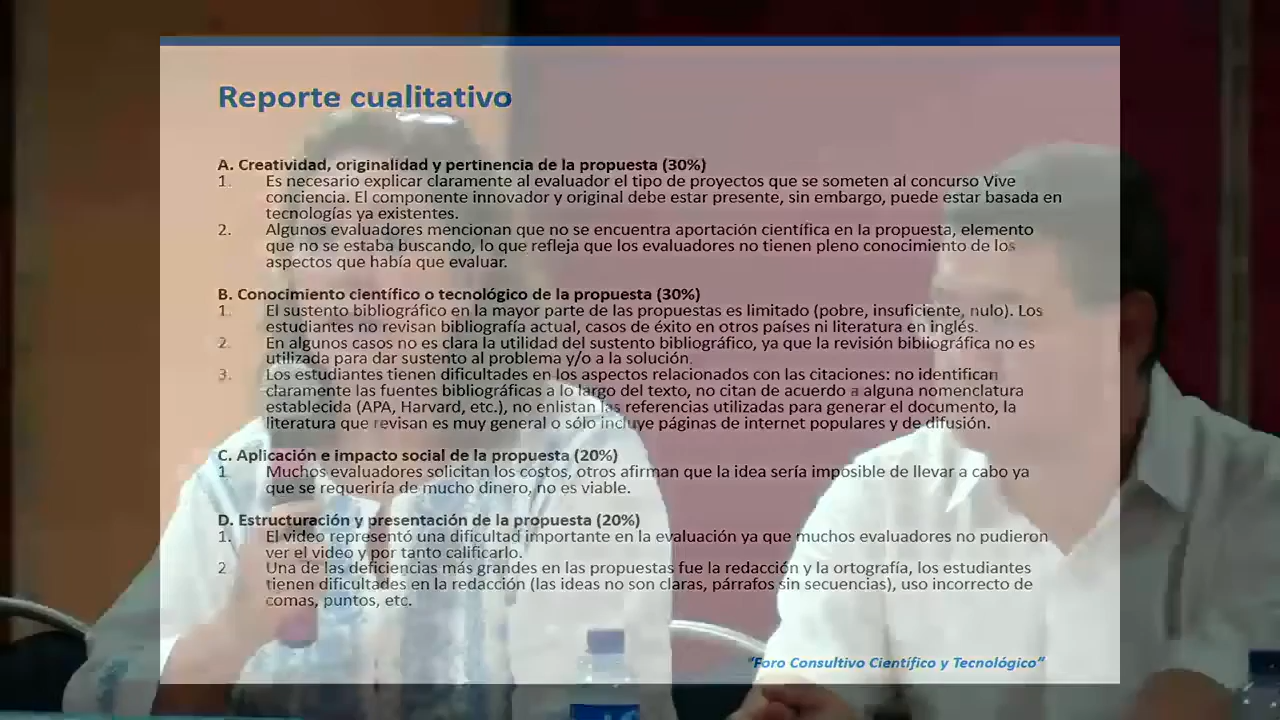 Reporte cualitativo
A. Creatividad, originalidad y pertinencia de la propuesta (30%)
1. Es necesario explicar claramente al evaluador el tipo de proyectos que se someten al concurso Vive
conciencia. El componente innovador y original debe estar presente, sin embargo, puede estar basada en
tecnologías ya existentes.
2. Algunos evaluadores mencionan que no se encuentra aportación científica en la propuesta, elemento
que no se estaba buscando, lo que refleja que los evaluadores no tienen pleno conocimiento de los
aspectos que había que evaluar.
B. Conocimiento científico o tecnológico de la propuesta (30%)
1. El sustento bibliográfico en la mayor parte de las propuestas es limitado (pobre, insuficiente, nulo). Los
estudiantes no revisan bibliografía actual, casos de éxito en otros países ni literatura en inglés.
2. En algunos casos no es clara la utilidad del sustento bibliográfico, ya que la revisión bibliográfica no es
utilizada para dar sustento al problema y/o a la solución.
3. Los estudiantes tienen dificultades en los aspectos relacionados con las citaciones: no identifican
claramente las fuentes bibliográficas a lo largo del texto, no citan de acuerdo a alguna nomenclatura
establecida (APA, Harvard, etc.), no enlistan las referencias utilizadas para generar el documento, la
literatura que revisan es muy general o sólo incluye páginas de internet populares y de difusión.
C. Aplicación e impacto social de la propuesta (20%)
1. Muchos evaluadores solicitan los costos, otros afirman que la idea sería imposible de llevar a cabo ya
que se requeriría de mucho dinero, no es viable.
D. Estructuración y presentación de la propuesta (20%)
1. El video representó una dificultad importante en la evaluación ya que muchos evaluadores no pudieron
ver el video y por tanto calificarlo.
2 Una de las deficiencias más grandes en las propuestas fue la redacción y la ortografía, los estudiantes
tienen dificultades en la redacción (las ideas no son claras, párrafos sin secuencias), uso incorrecto de
comas, puntos, etc.
"Foro Consultivo Científico y Tecnológico"